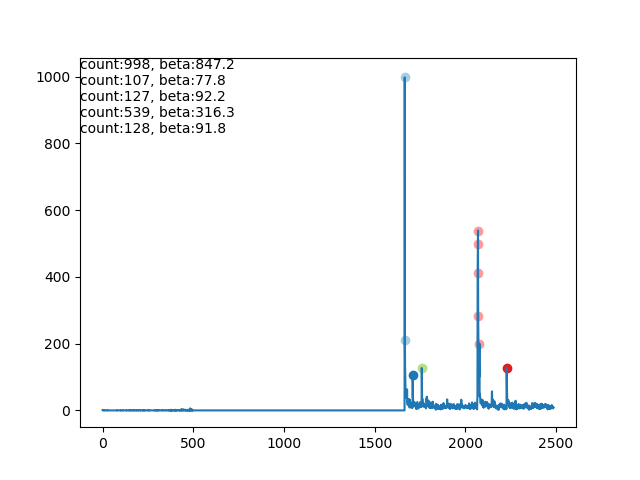 count:998, beta:847.2
count:107, beta:77.8
count:127, beta:92.2
count:539, beta:316.3
count:128, beta:91.8
1000
800
600
400
200
0
0 500 1000 1500 2000 2500